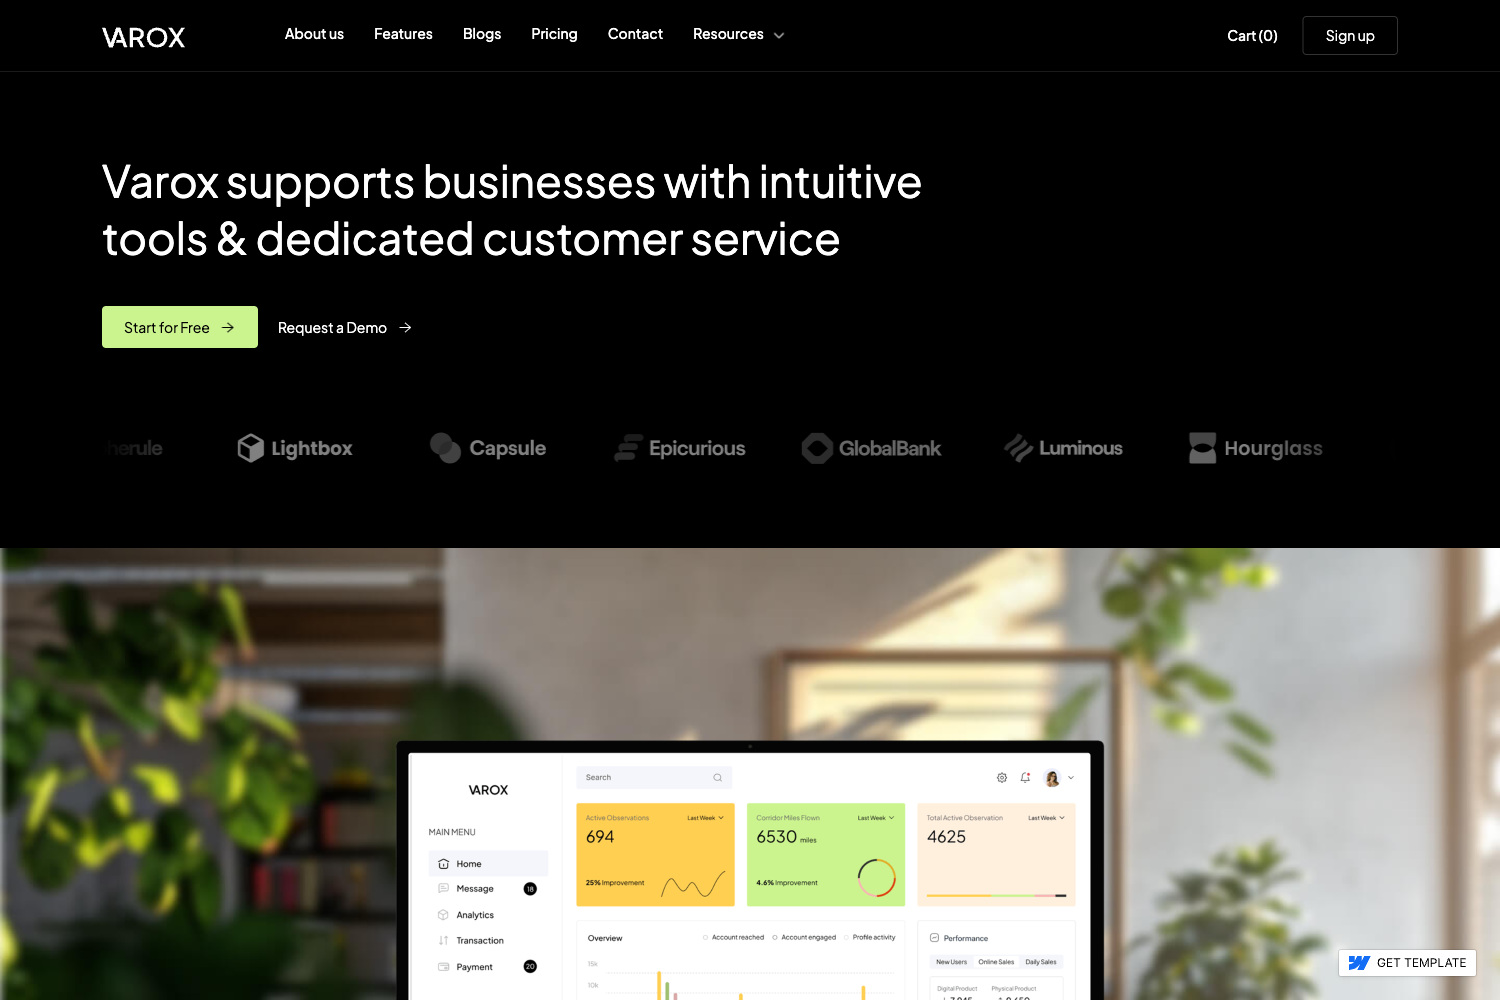 VAROX
About us
Features
Blogs
Pricing
Contact
Resources
Cart (0)
Sign up
Varox supports businesses with intuitive
tools & dedicated customer service
Start for Free
Request a Demo
Lightbox
Capsule
Epicurious
GlobalBank
Luminous
Hourglass
VAROX
MAIN MENU
Home
Message
18
Analytics
Transaction
Payment
20
Search
Active Observations
Last Week
694
25% Improvement
Corridor Miles Flown
Last Week
6530 miles
4.6% Improvement
Total Active Observation
Last Week
4625
Overview
Account reached
Account engaged
Profile activity
15k
10k
Performance
New Users
Online Sales
Daily Sales
Digital Product
Physical Product
GET TEMPLATE